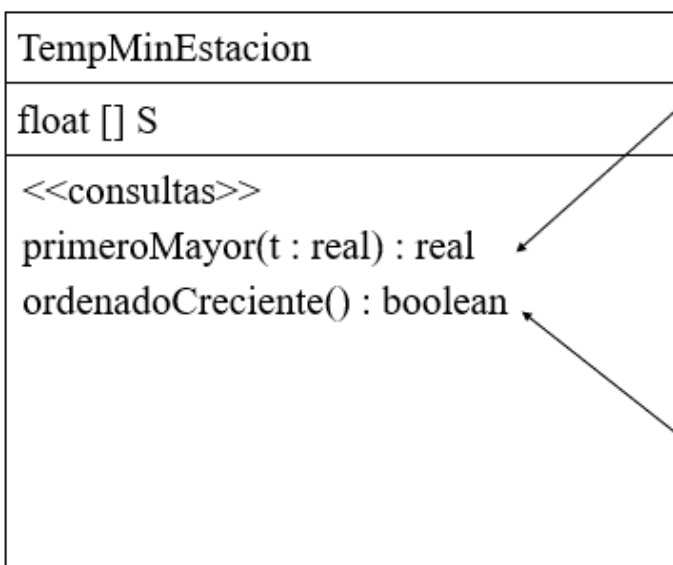 TempMinEstacion
float [] S
<<consultas>>
primeroMayor(t : real) : real
ordenadoCreciente() : boolean